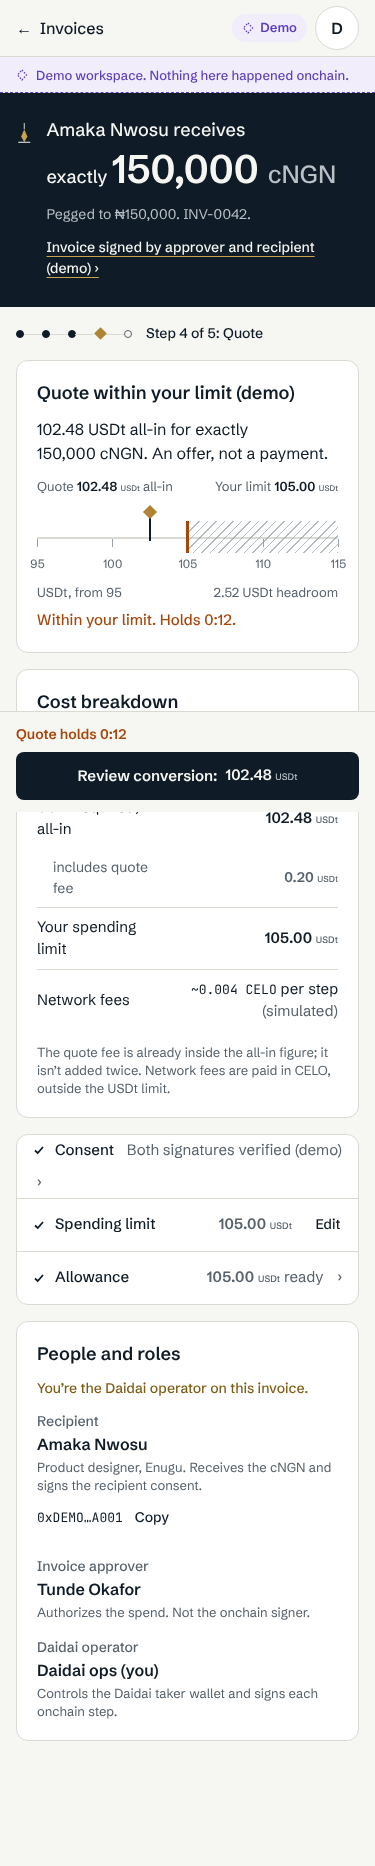 ← Invoices
Demo
D
Demo workspace. Nothing here happened onchain.
Amaka Nwosu receives
exactly 150,000 cNGN
Pegged to ₦150,000. INV-0042.
Invoice signed by approver and recipient
(demo) ›
Step 4 of 5: Quote
Quote within your limit (demo)
102.48 USDt all-in for exactly
150,000 cNGN. An offer, not a payment.
Quote 102.48 USDt all-in
Your limit 105.00 USDt
95 100 105 110 115
USDt, from 95
2.52 USDt headroom
Within your limit. Holds 0:12.
Cost breakdown
Quote holds 0:12
Review conversion: 102.48 USDt
all-in
102.48 USDt
includes quote
fee
0.20 USDt
Your spending
limit
105.00 USDt
Network fees
~0.004 CELO per step
(simulated)
The quote fee is already inside the all-in figure; it
isn't added twice. Network fees are paid in CELO,
outside the USDt limit.
Consent Both signatures verified (demo)
›
Spending limit 105.00 USDt Edit
Allowance 105.00 USDt ready ›
People and roles
You're the Daidai operator on this invoice.
Recipient
Amaka Nwosu
Product designer, Enugu. Receives the cNGN and
signs the recipient consent.
0xDEMO…A001 Copy
Invoice approver
Tunde Okafor
Authorizes the spend. Not the onchain signer.
Daidai operator
Daidai ops (you)
Controls the Daidai taker wallet and signs each
onchain step.